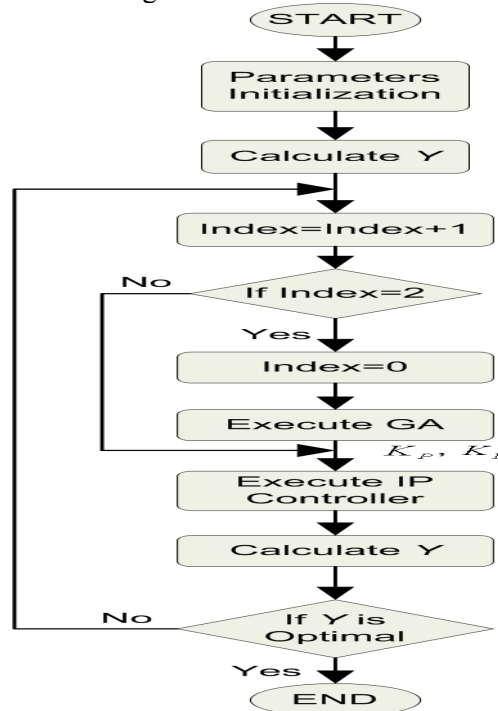 START
Parameters
Initialization
Calculate Y
Index=Index+1
No
If Index=2
Yes
Index=0
Execute GA
K_P, K
Execute IP
Controller
Calculate Y
No
If Y is
Optimal
Yes
END